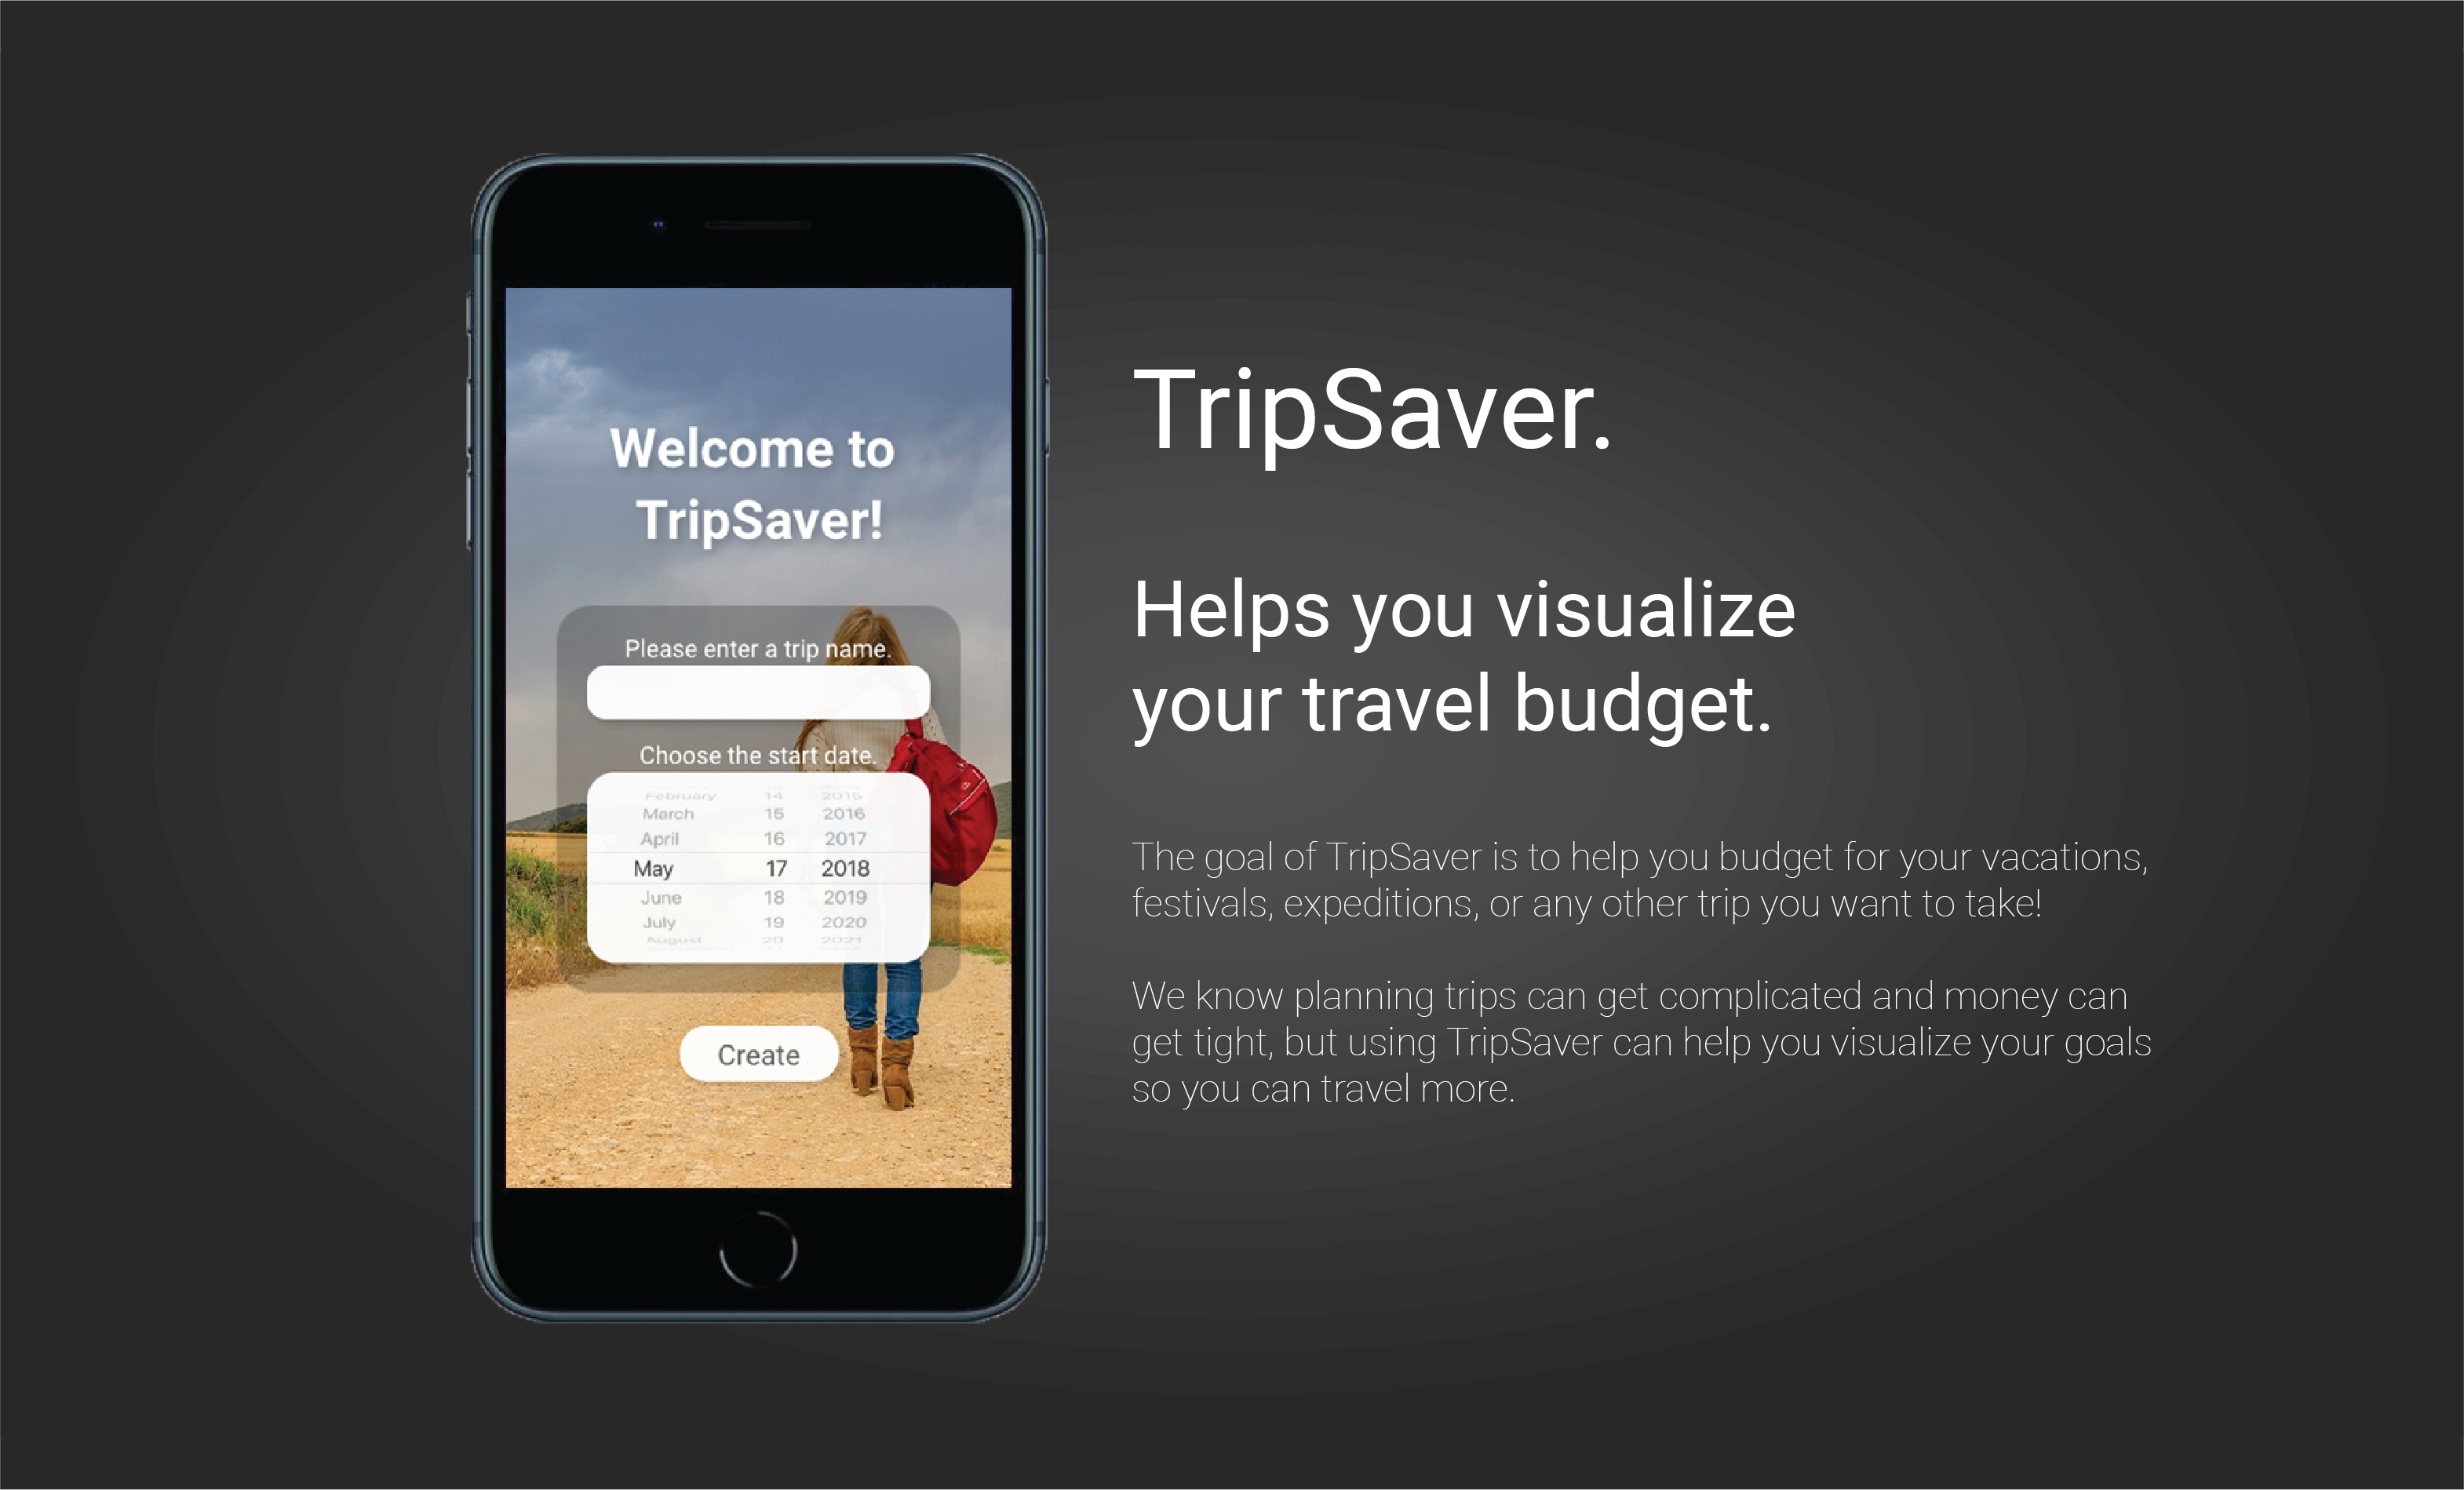 Welcome to
TripSaver!
Please enter a trip name.
Choose the start date.
February 14 2015
March 15 2016
April 16 2017
May 17 2018
June 18 2019
July 19 2020
August 20 2021
Create
TripSaver.
Helps you visualize
your travel budget.
The goal of TripSaver is to help you budget for your vacations,
festivals, expeditions, or any other trip you want to take!
We know planning trips can get complicated and money can
get tight, but using TripSaver can help you visualize your goals
so you can travel more.